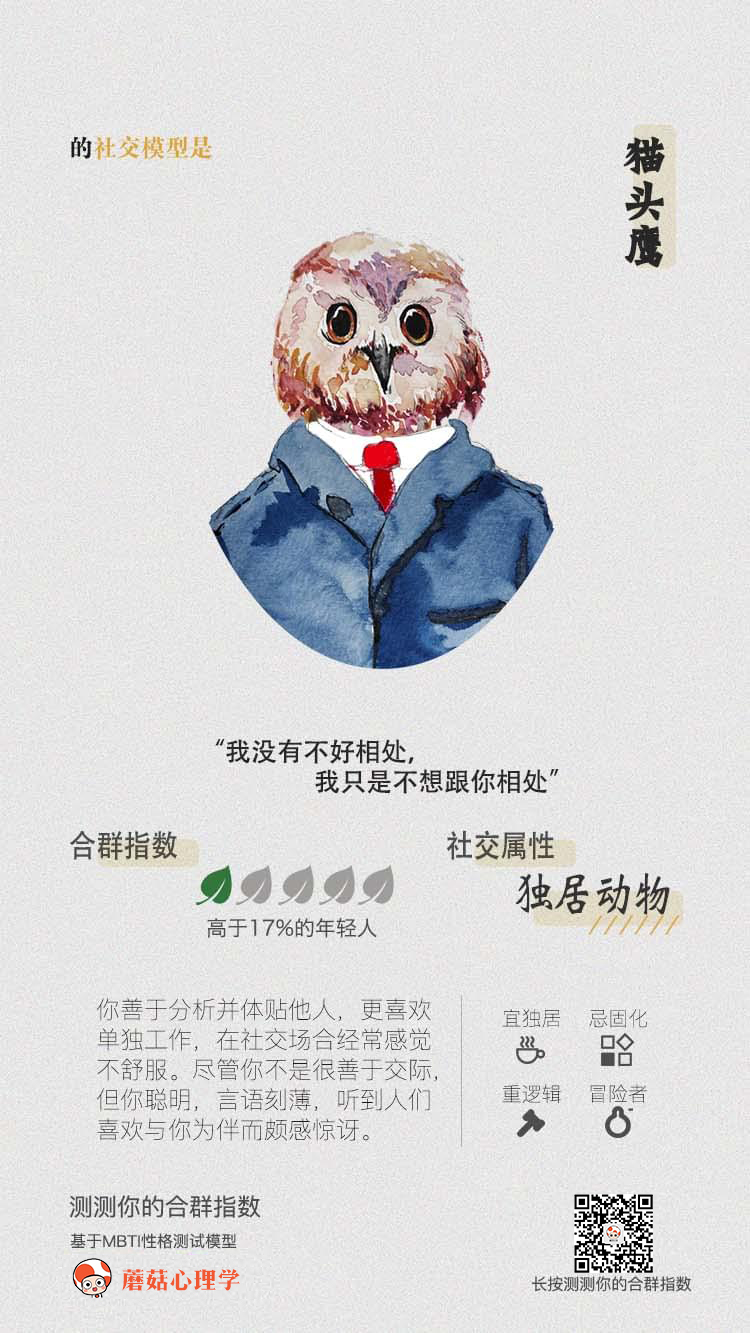 的社交模型是
猫头鹰
“我没有不好相处，
我只是不想跟你相处”
合群指数
社交属性
独居动物
高于17%的年轻人
你善于分析并体贴他人，更喜欢
单独工作，在社交场合经常感觉
不舒服。尽管你不是很善于交际，
但你聪明，言语刻薄，听到人们
喜欢与你为伴而颇感惊讶。
宜独居 忌固化
重逻辑 冒险者
测测你的合群指数
基于MBTI性格测试模型
蘑菇心理学
长按测测你的合群指数